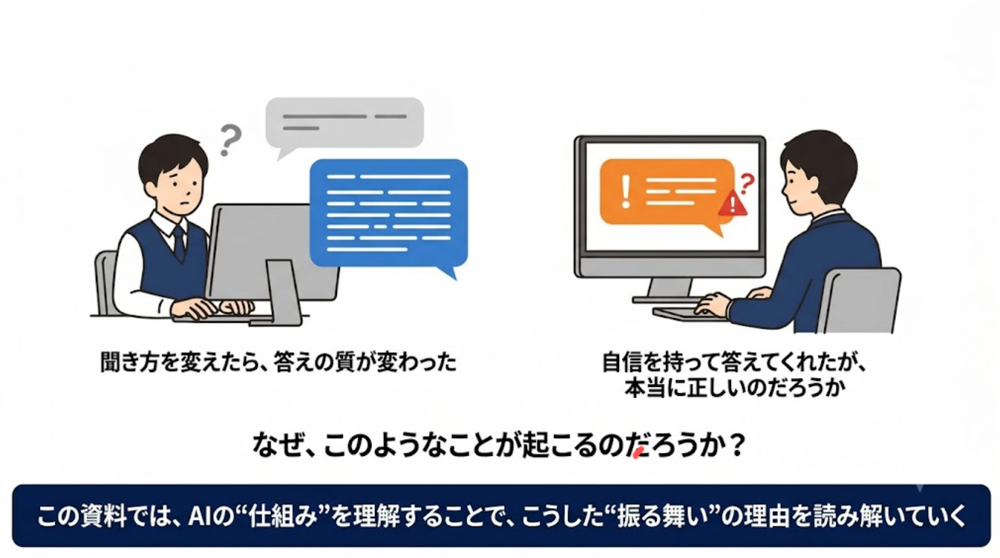 聞き方を変えたら、答えの質が変わった
自信を持って答えてくれたが、
本当に正しいのだろうか
なぜ、このようなことが起こるのだろうか？
この資料では、AIの“仕組み”を理解することで、こうした“振る舞い”の理由を読み解いていく